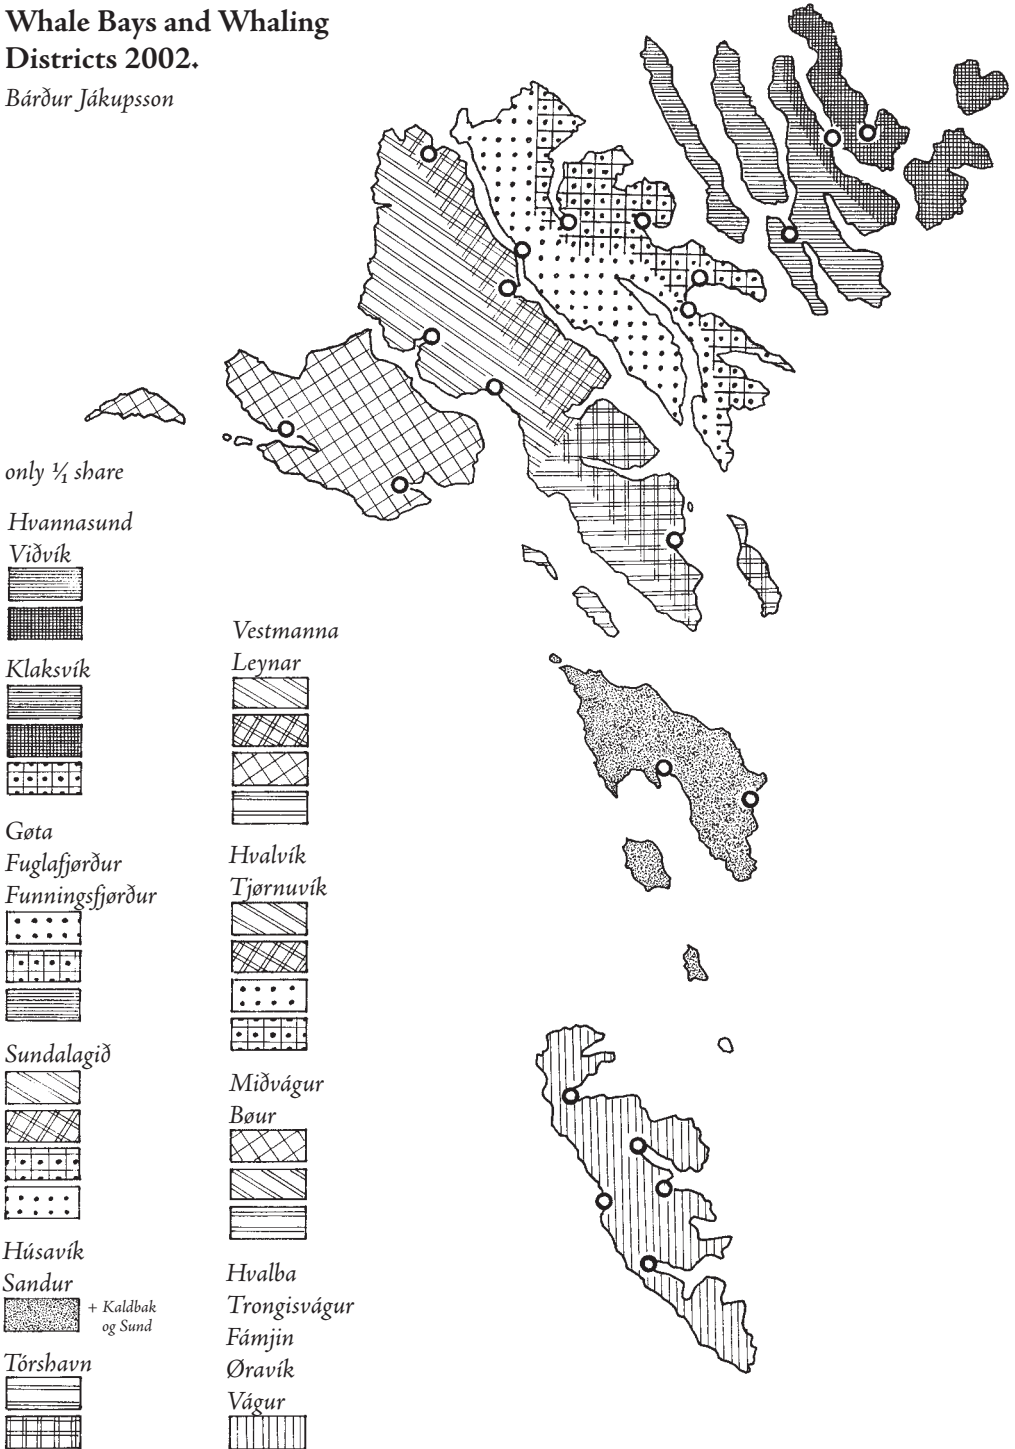 Whale Bays and Whaling
Districts 2002.
Bárður Jákupsson
only ¹⁄₁ share
Hvannasund
Viðvík
Klaksvík
Gøta
Fuglafjørður
Funningsfjørður
Sundalagið
Húsavík
Sandur
+ Kaldbak
og Sund
Tórshavn
Vestmanna
Leynar
Hvalvík
Tjørnuvík
Miðvágur
Bøur
Hvalba
Trongisvágur
Fámjin
Øravík
Vágur